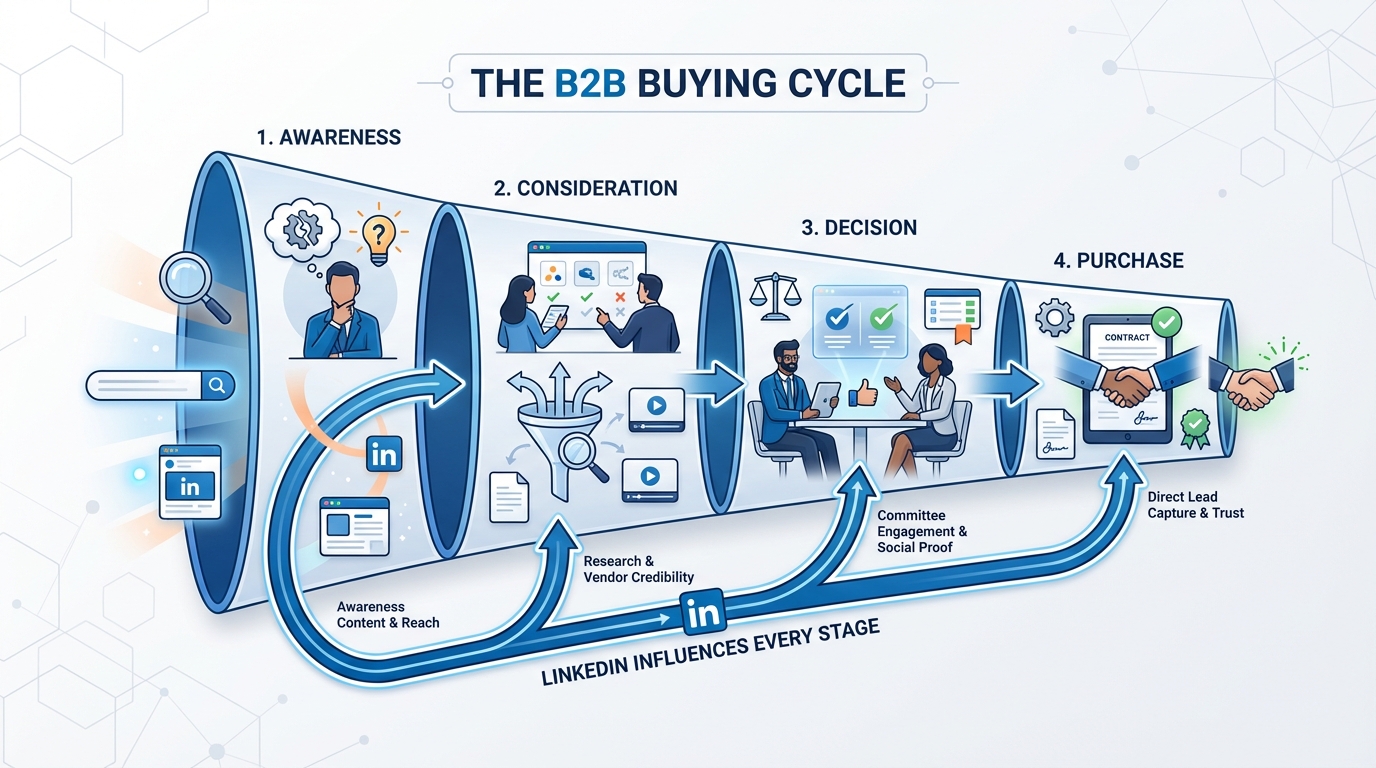 THE B2B BUYING CYCLE
1. AWARENESS
2. CONSIDERATION
3. DECISION
4. PURCHASE
?
CONTRACT
in
in
Direct Lead
Capture & Trust
Committee
Engagement &
Social Proof
Research &
Vendor Credibility
Awareness
Content & Reach
in
LINKEDIN INFLUENCES EVERY STAGE